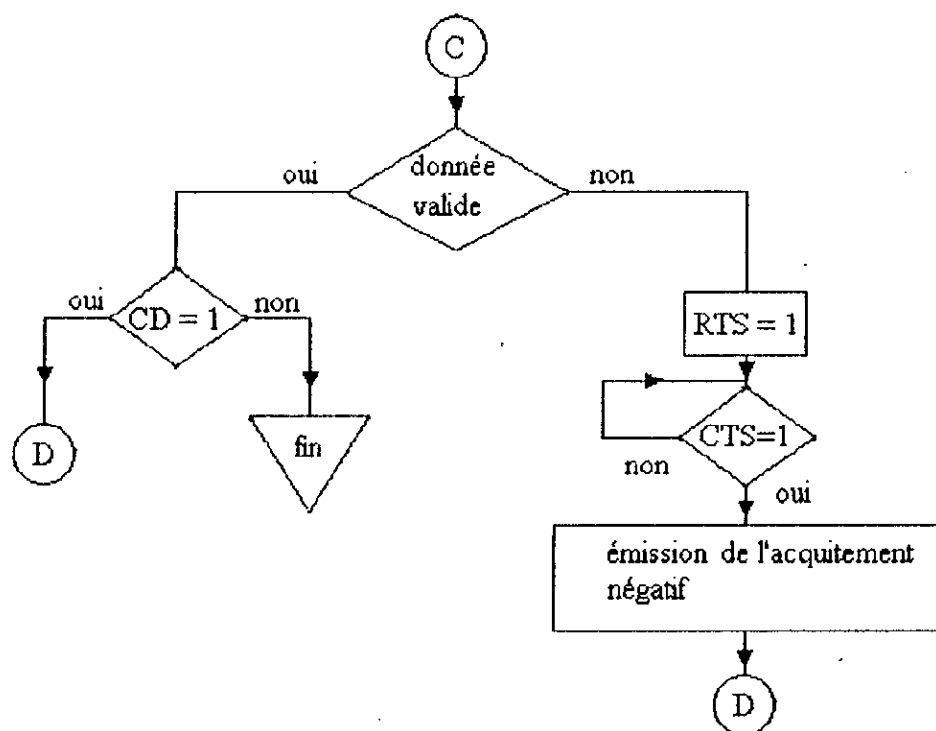 C
donnée
valide
oui
non
oui
CD = 1
non
RTS = 1
D
fin
CTS=1
non
oui
émission de l'acquitement
négatif
D